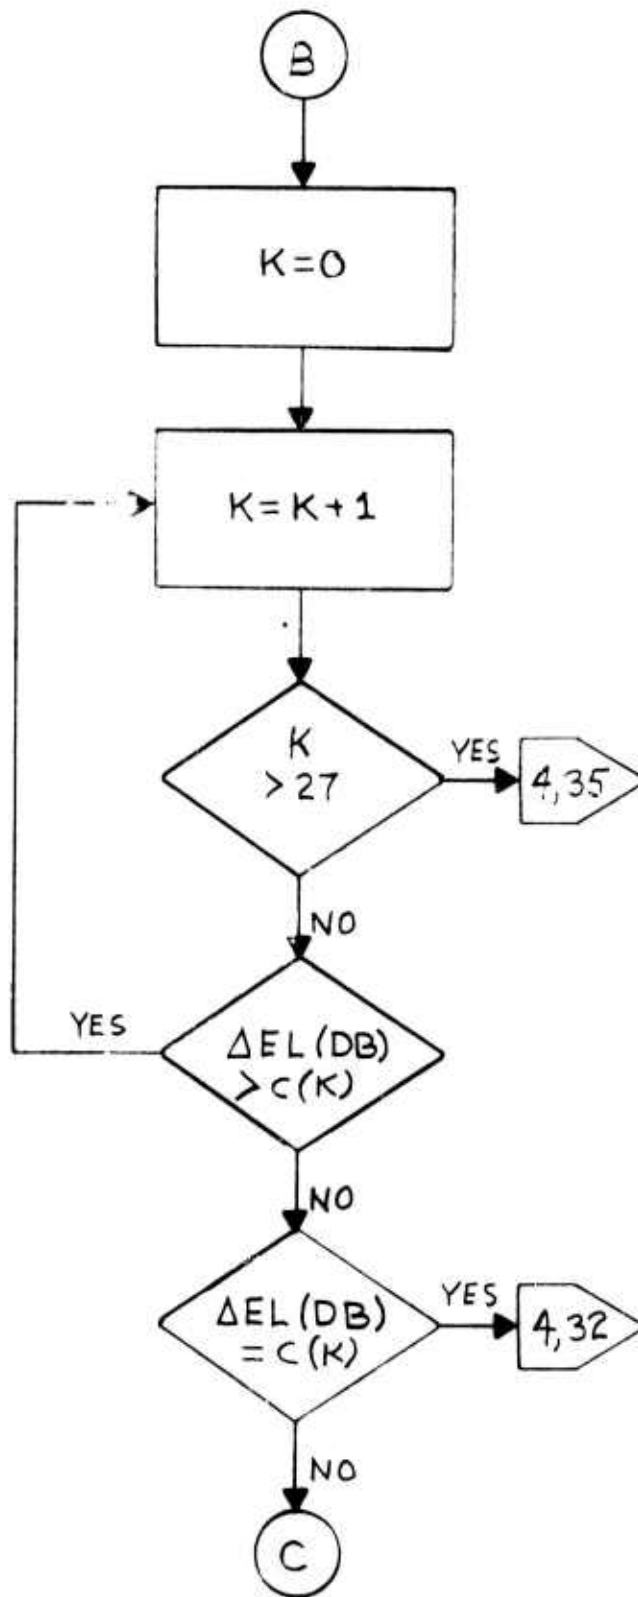 B
K=0
K=K+1
K
>27
YES
4,35
NO
YES
ΔEL(DB)
>C(K)
NO
ΔEL(DB)
=C(K)
YES
4,32
NO
C